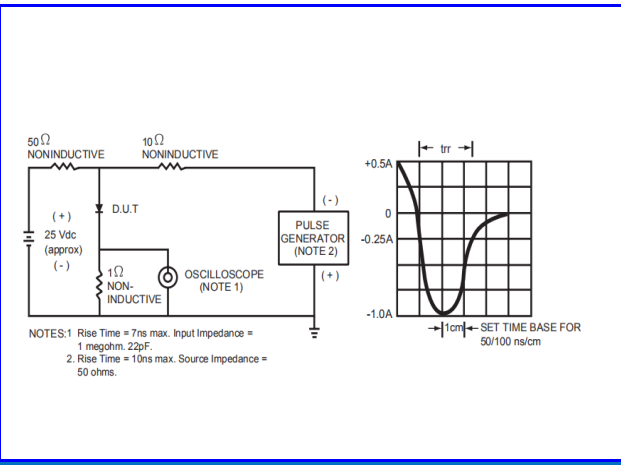 50Ω
NONINDUCTIVE
10Ω
NONINDUCTIVE
(+)
25 Vdc
(approx)
(-)
D.U.T
1Ω
NON-
INDUCTIVE
OSCILLOSCOPE
(NOTE 1)
(-)
PULSE
GENERATOR
(NOTE 2)
(+)
NOTES:1 Rise Time = 7ns max. Input Impedance =
1 megohm. 22pF.
2. Rise Time = 10ns max. Source Impedance =
50 ohms.
trr
+0.5A
0
-0.25A
-1.0A
1cm
SET TIME BASE FOR
50/100 ns/cm